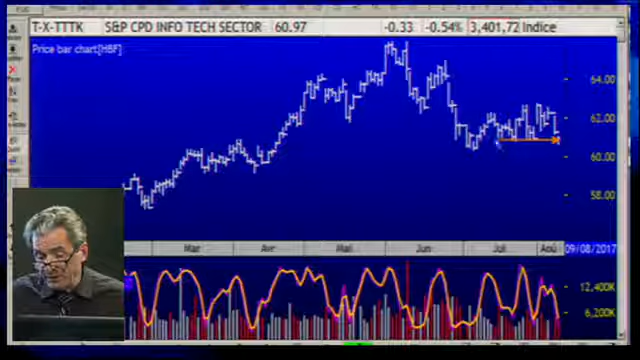 T-X-TTTK S&P CPD INFO TECH SECTOR 60.97 -0.33 -0.54% 3,401,72 Indice
Price bar chart[HBF]
64.00
62.00
60.00
58.00
Mar Avr Mai Jun Jul Aoû 09/08/2017
12,400K
6,200K